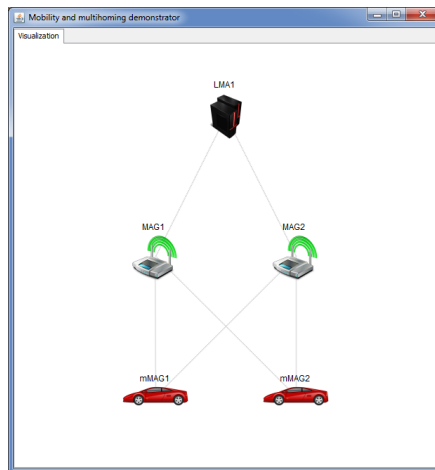 Mobility and multihoming demonstrator
Visualization
LMA1
MAG1 MAG2
mMAG1 mMAG2